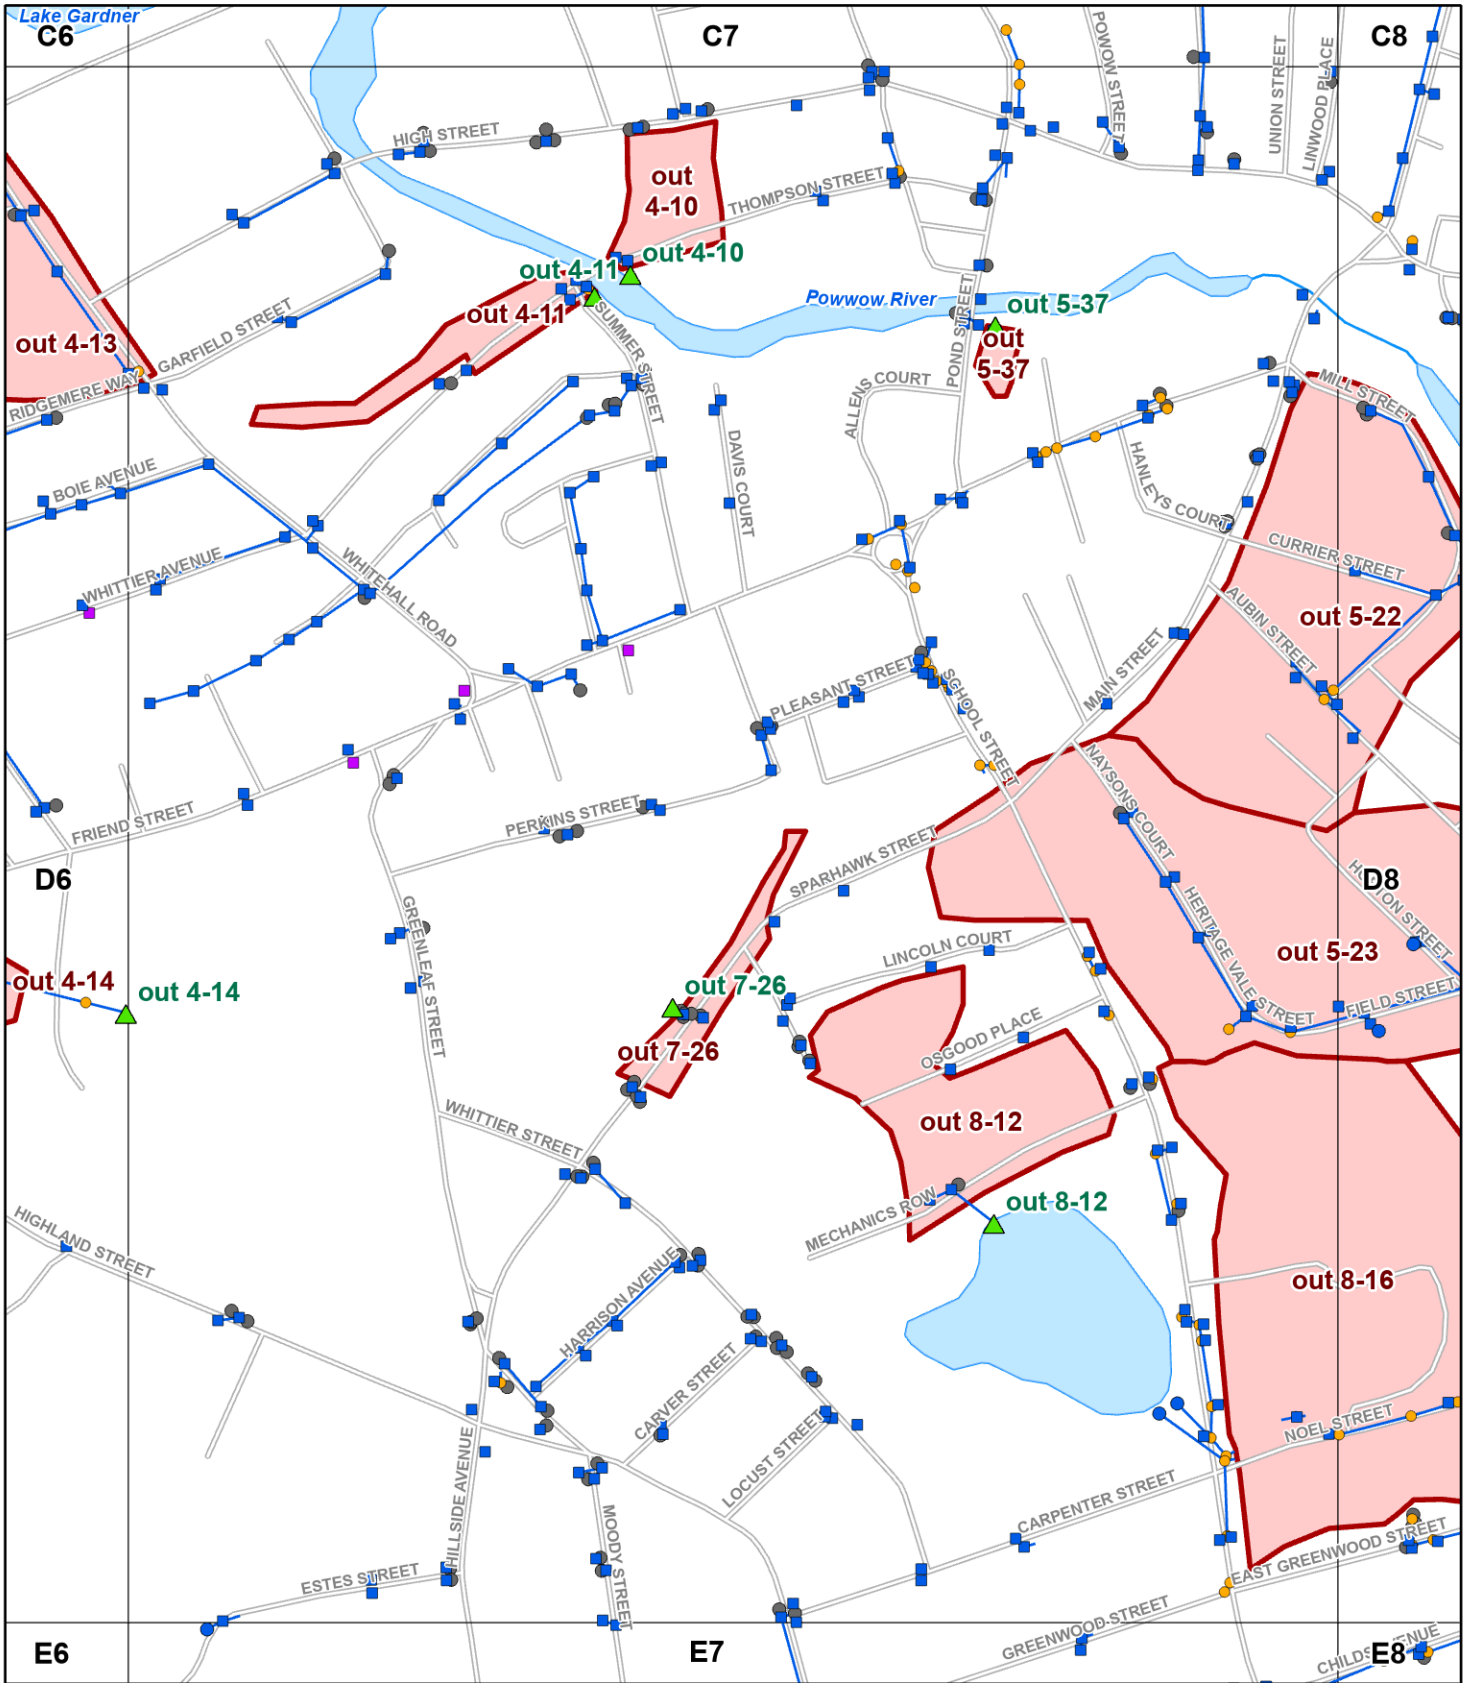 Lake Gardner
C6
C7
C8
POWOW STREET
UNION STREET
LINWOOD PLACE
HIGH STREET
out
4-10
THOMPSON STREET
out 4-10
out 4-11
out 4-11
SUMMER STREET
Powwow River
POND STREET
out 5-37
out
5-37
out 4-13
GARFIELD STREET
RIDGEMERE WAY
ALLENS COURT
MILL STREET
DAVIS COURT
HANLEYS COURT
BOIE AVENUE
CURRIER STREET
WHITTIER AVENUE
WHITEHALL ROAD
AUBIN STREET
out 5-22
MAIN STREET
PLEASANT STREET
SCHOOL STREET
NAYSONS COURT
FRIEND STREET
PERKINS STREET
SPARHAWK STREET
D6
D8
HERITAGE VALE STREET
GREENLEAF STREET
LINCOLN COURT
out 5-23
out 4-14
out 4-14
out 7-26
FIELD STREET
out 7-26
OSGOOD PLACE
out 8-12
WHITTIER STREET
MECHANICS ROW
out 8-12
HIGHLAND STREET
out 8-16
HARRISON AVENUE
CARVER STREET
LOCUST STREET
NOEL STREET
HILLSIDE AVENUE
CARPENTER STREET
MOODY STREET
ESTES STREET
EAST GREENWOOD STREET
GREENWOOD STREET
E6
E7
E8